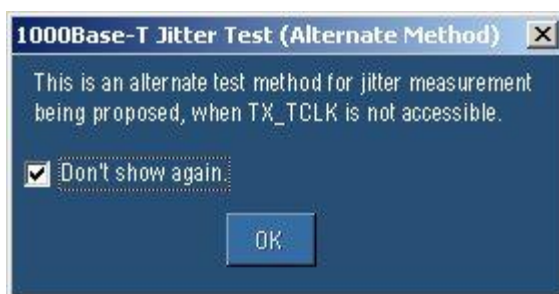 1000Base-T Jitter Test (Alternate Method)
This is an alternate test method for jitter measurement
being proposed, when TX_TCLK is not accessible.
Don't show again.
OK